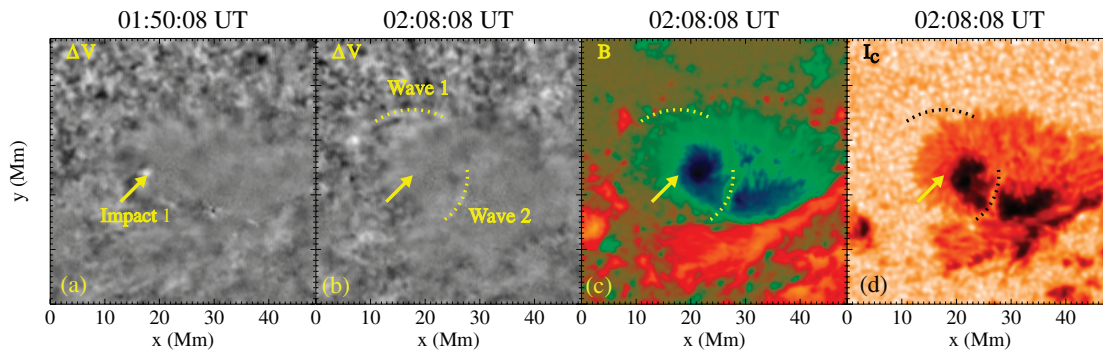 01:50:08 UT 02:08:08 UT 02:08:08 UT 02:08:08 UT
ΔV ΔV B Ic
Wave 1
Impact 1
Wave 2
y (Mm)
(a) (b) (c) (d)
0 10 20 30 40 0 10 20 30 40 0 10 20 30 40 0 10 20 30 40
x (Mm) x (Mm) x (Mm) x (Mm)